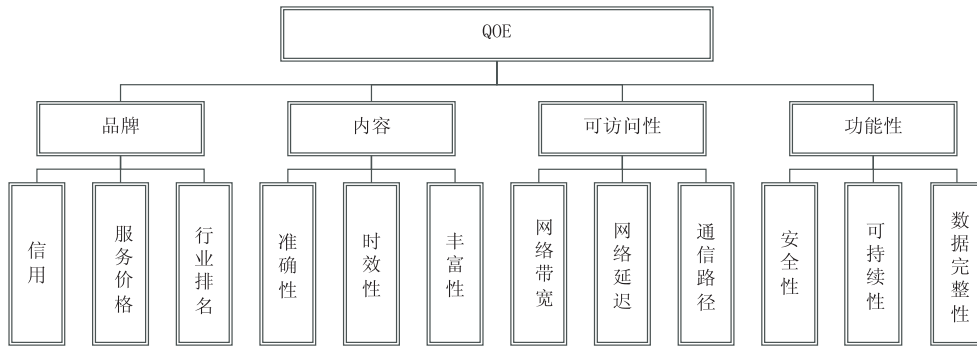 QOE
品牌
内容
可访问性
功能性
信用
服务价格
行业排名
准确性
时效性
丰富性
网络带宽
网络延迟
通信路径
安全性
可持续性
数据完整性